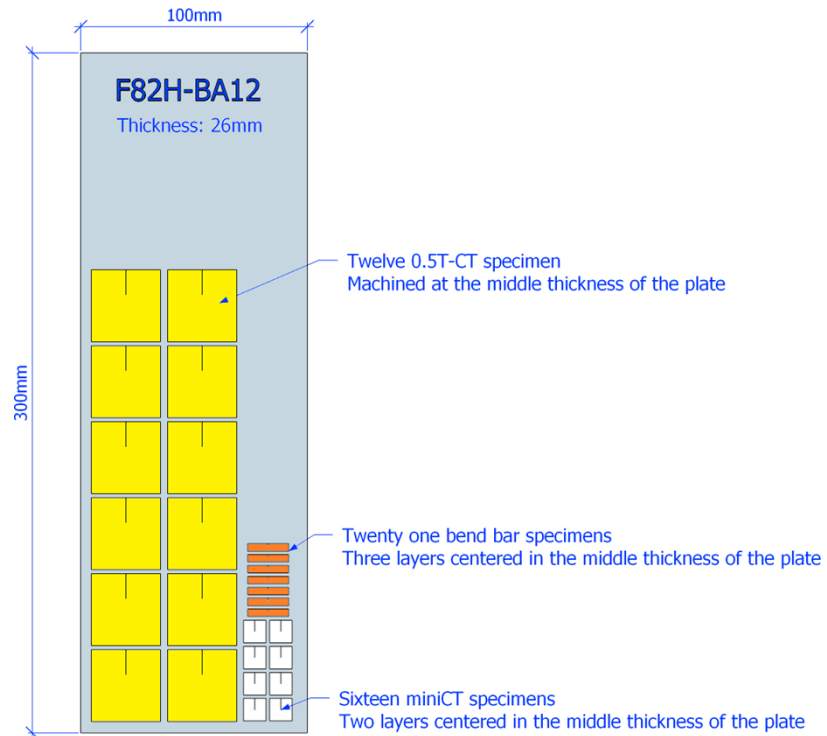 100mm
F82H-BA12
Thickness: 26mm
Twelve 0.5T-CT specimen
Machined at the middle thickness of the plate
300mm
Twenty one bend bar specimens
Three layers centered in the middle thickness of the plate
Sixteen miniCT specimens
Two layers centered in the middle thickness of the plate